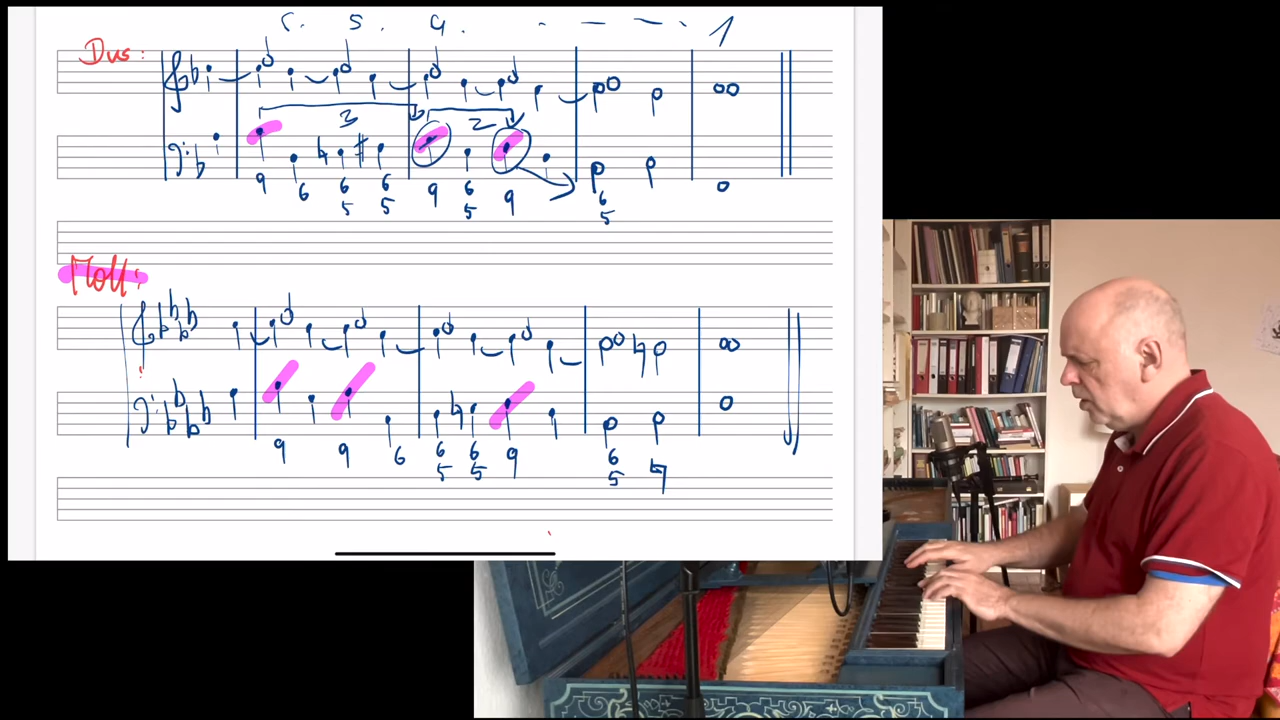 6. 5. 4. . — — . 1
Dur:
3 2
9 6 6 6 9 6 9 6
5 5 5 5
Moll:
!
9 9 6 6 6 9 6
5 5 5